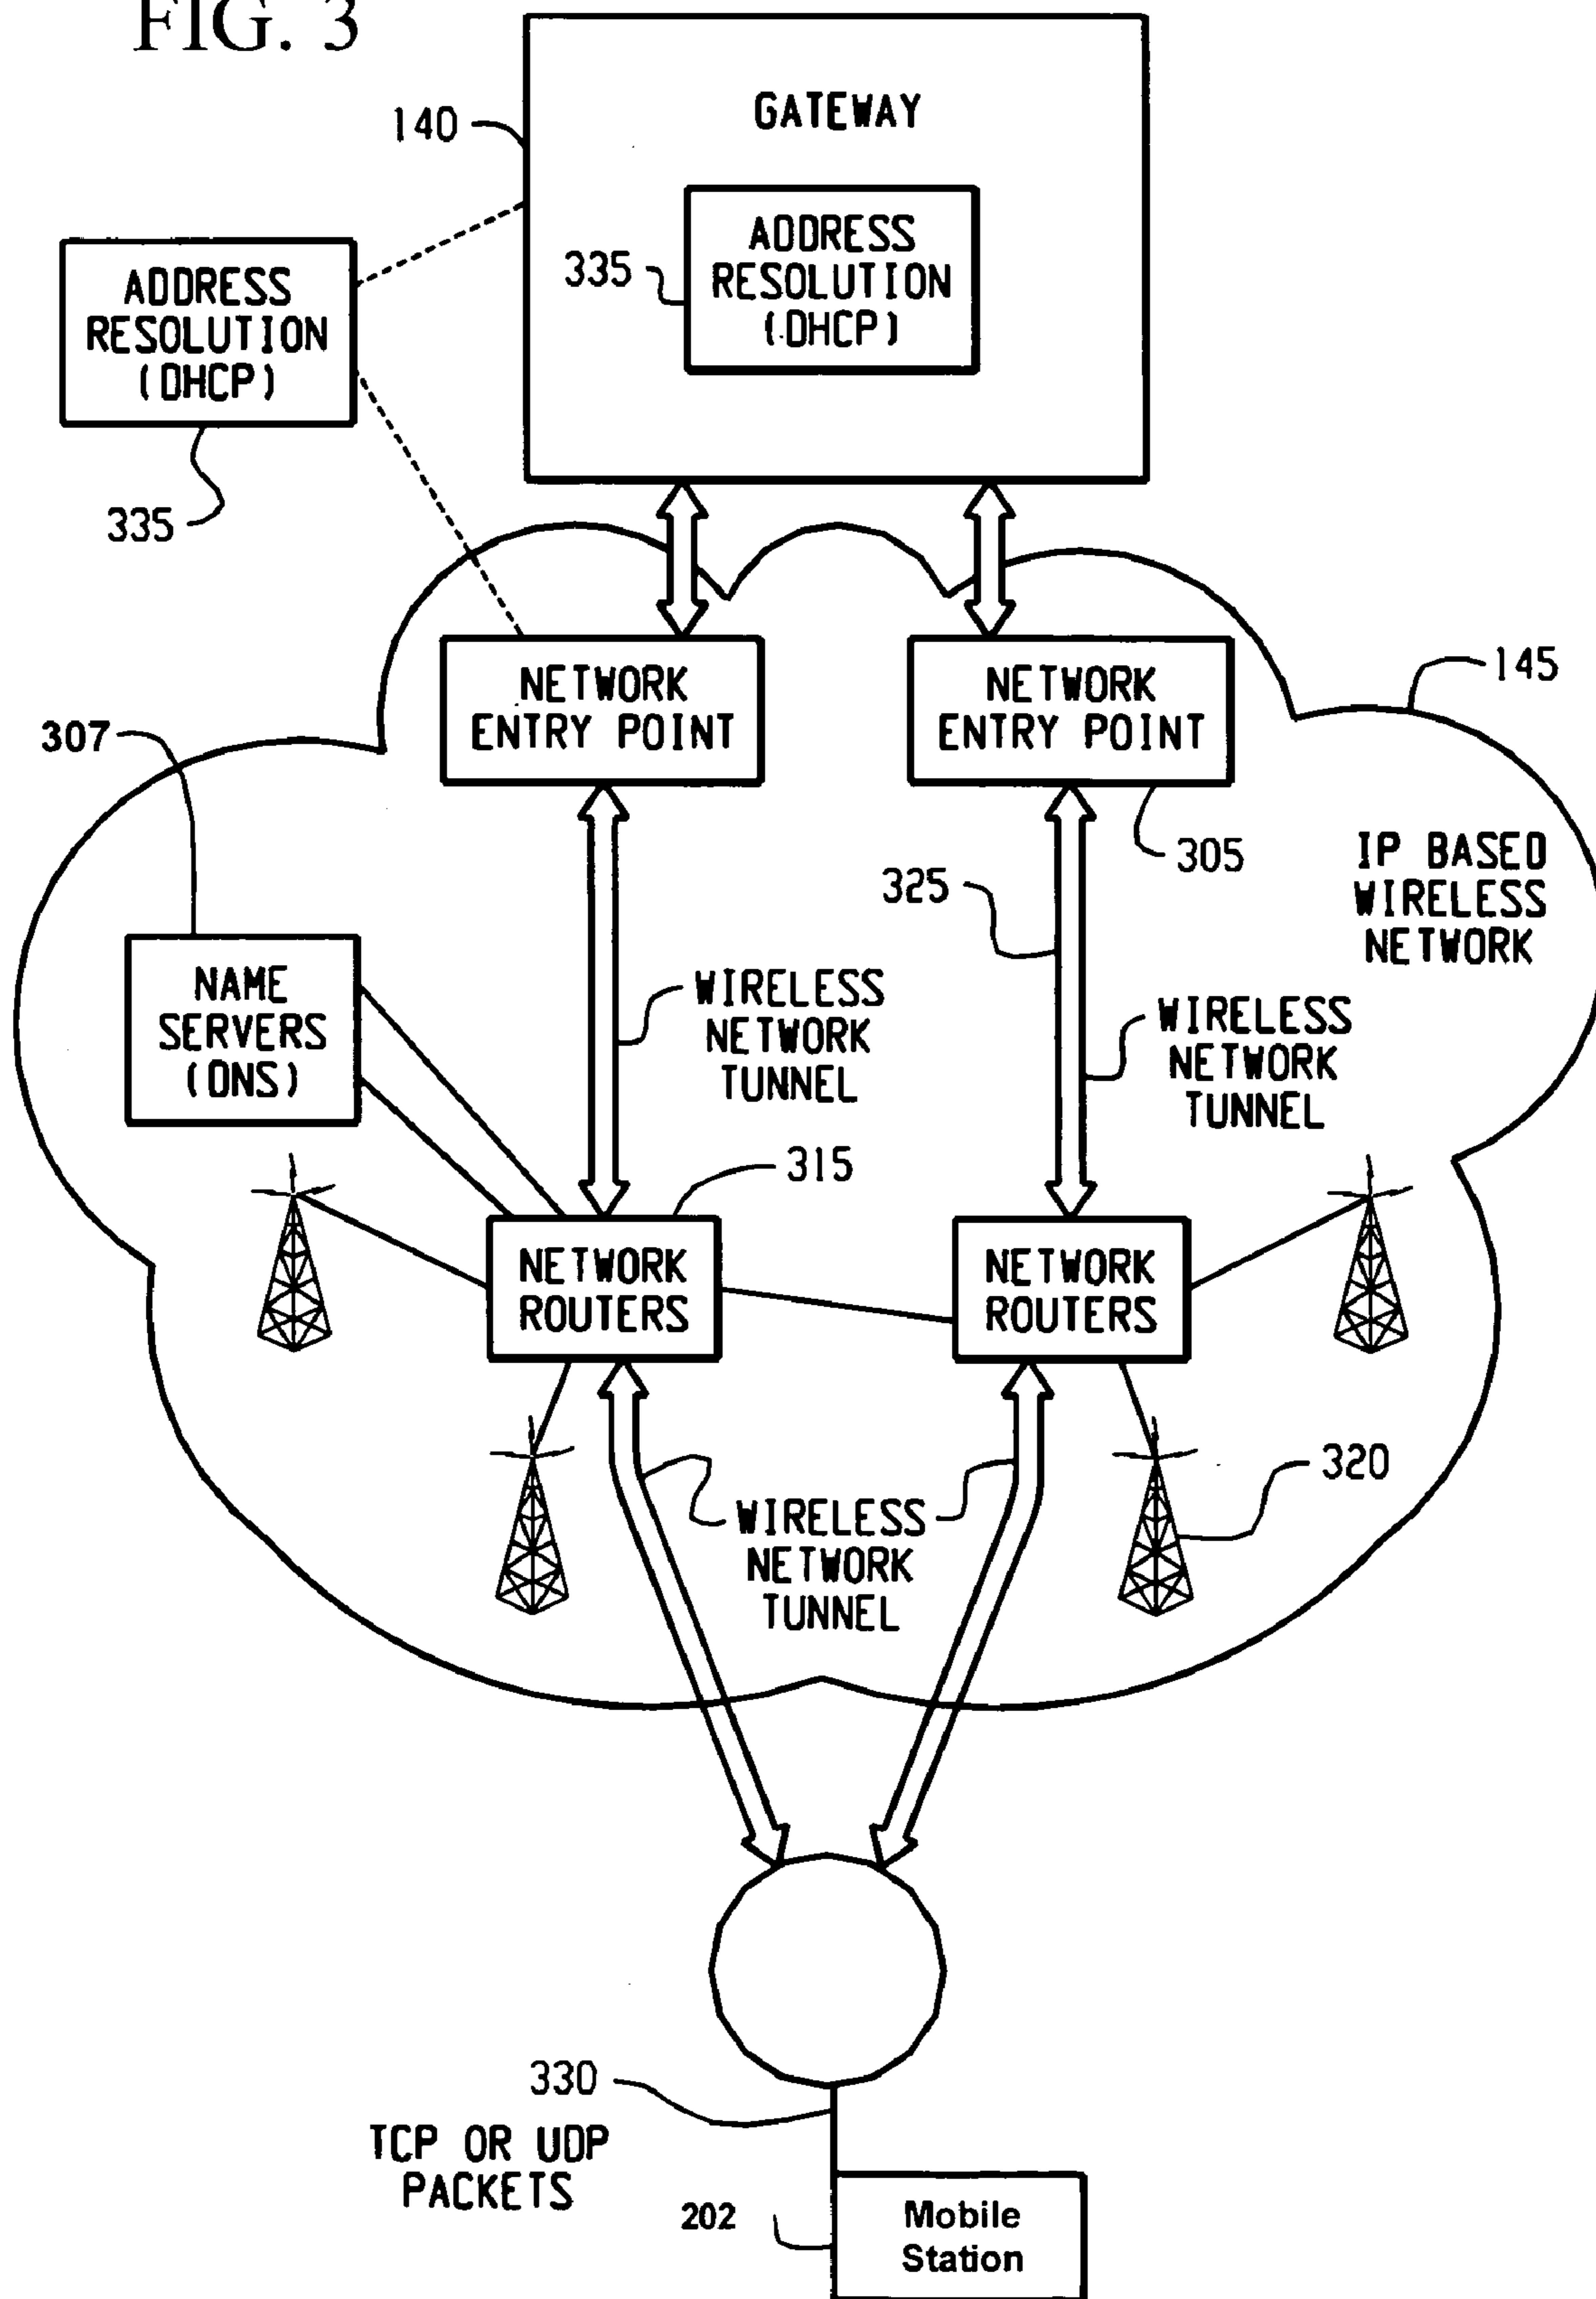 FIG. 3
GATEWAY
140
ADDRESS
RESOLUTION
(DHCP)
335
ADDRESS
RESOLUTION
(DHCP)
335
NETWORK
ENTRY POINT
NETWORK
ENTRY POINT
145
307
305
325
IP BASED
WIRELESS
NETWORK
NAME
SERVERS
(DNS)
WIRELESS
NETWORK
TUNNEL
WIRELESS
NETWORK
TUNNEL
315
NETWORK
ROUTERS
NETWORK
ROUTERS
320
WIRELESS
NETWORK
TUNNEL
330
TCP OR UDP
PACKETS
202
Mobile
Station